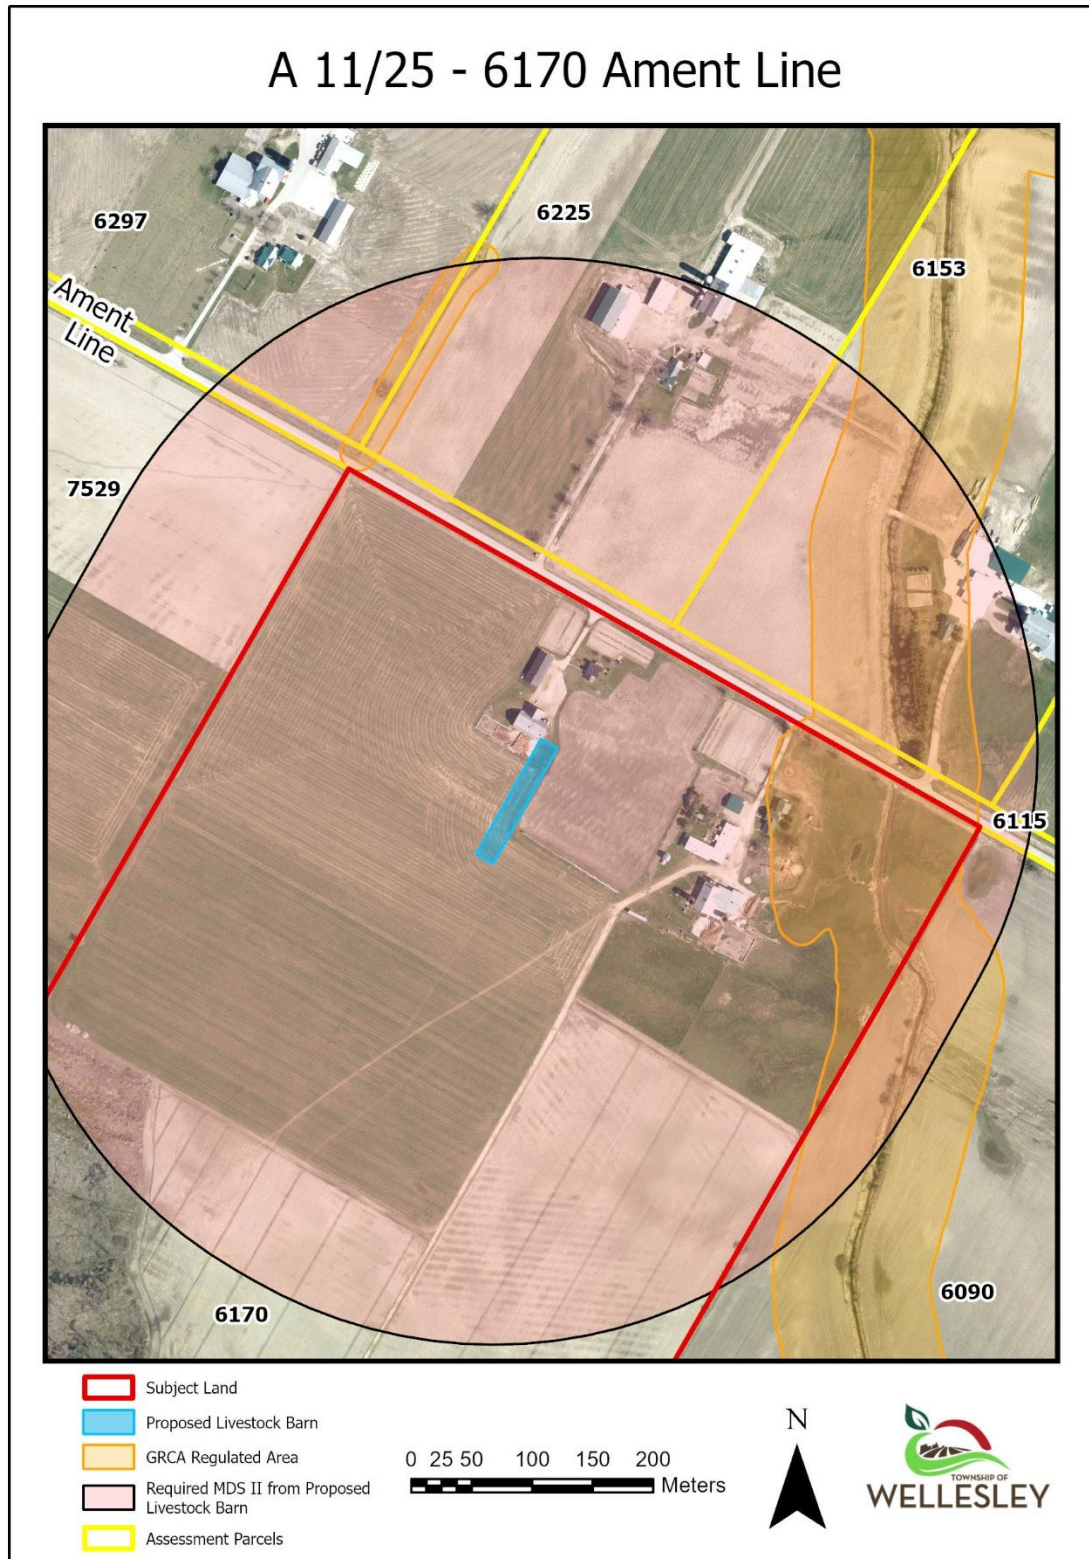 A 11/25 - 6170 Ament Line
6297
6225
6153
Ament
Line
7529
6115
6170
6090
Subject Land
Proposed Livestock Barn
GRCA Regulated Area
Required MDS II from Proposed
Livestock Barn
Assessment Parcels
0 25 50 100 150 200
Meters
N
TOWNSHIP OF
WELLESLEY